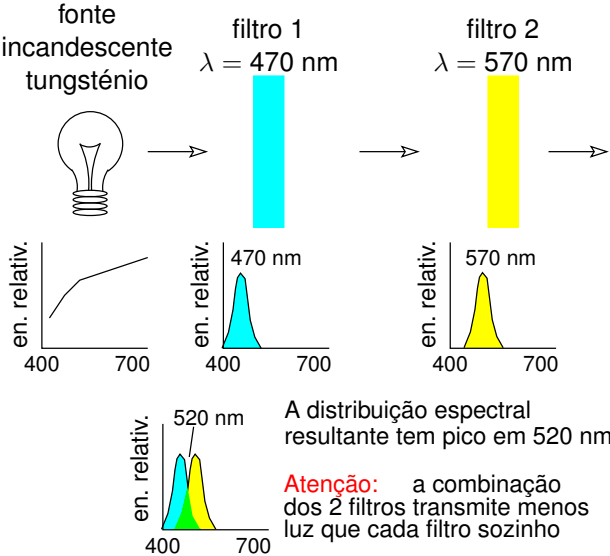 fonte
incandescente
tungsténio
filtro 1
λ = 470 nm
filtro 2
λ = 570 nm
en. relativ.
400 700
en. relativ.
470 nm
400 700
en. relativ.
570 nm
400 700
en. relativ.
520 nm
400 700
A distribuição espectral
resultante tem pico em 520 nm
Atenção: a combinação
dos 2 filtros transmite menos
luz que cada filtro sozinho